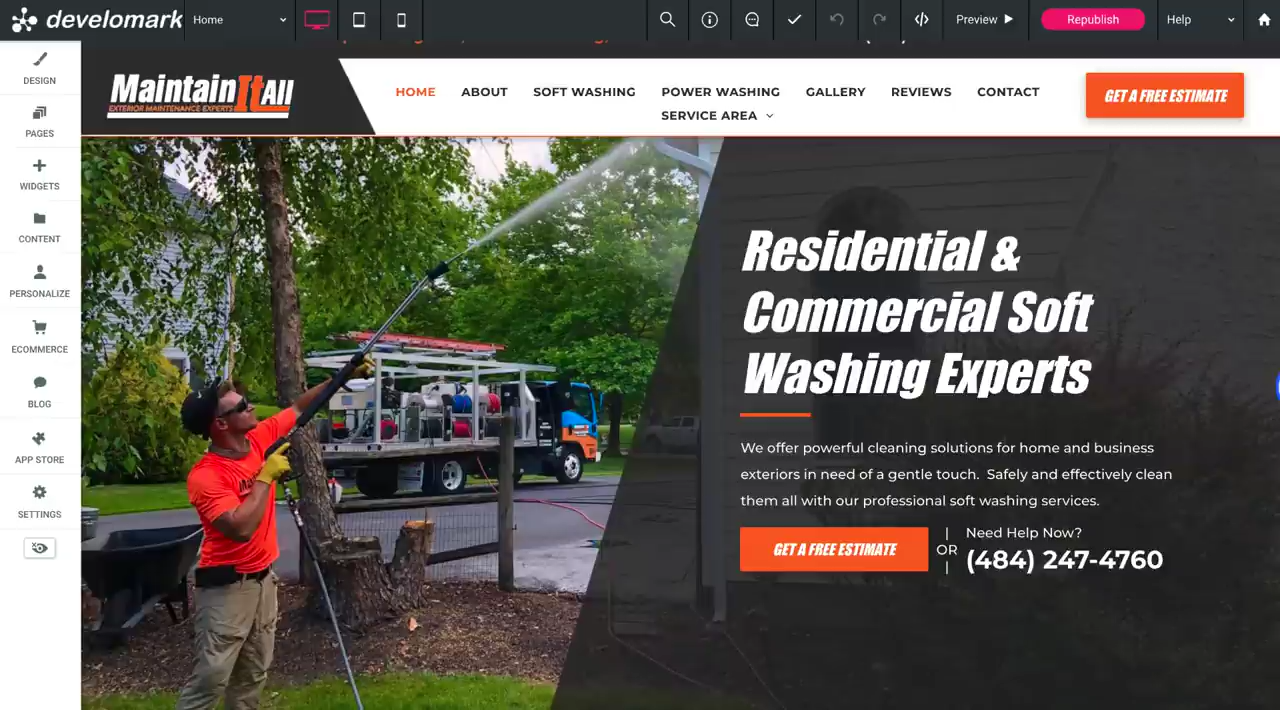 develomark
Home
Preview
Republish
Help
DESIGN
PAGES
WIDGETS
CONTENT
PERSONALIZE
ECOMMERCE
BLOG
APP STORE
SETTINGS
MaintainItAll
EXTERIOR MAINTENANCE EXPERTS
HOME
ABOUT
SOFT WASHING
POWER WASHING
GALLERY
REVIEWS
CONTACT
SERVICE AREA
GET A FREE ESTIMATE
Residential &
Commercial Soft
Washing Experts
We offer powerful cleaning solutions for home and business
exteriors in need of a gentle touch. Safely and effectively clean
them all with our professional soft washing services.
GET A FREE ESTIMATE
| OR |
Need Help Now?
(484) 247-4760